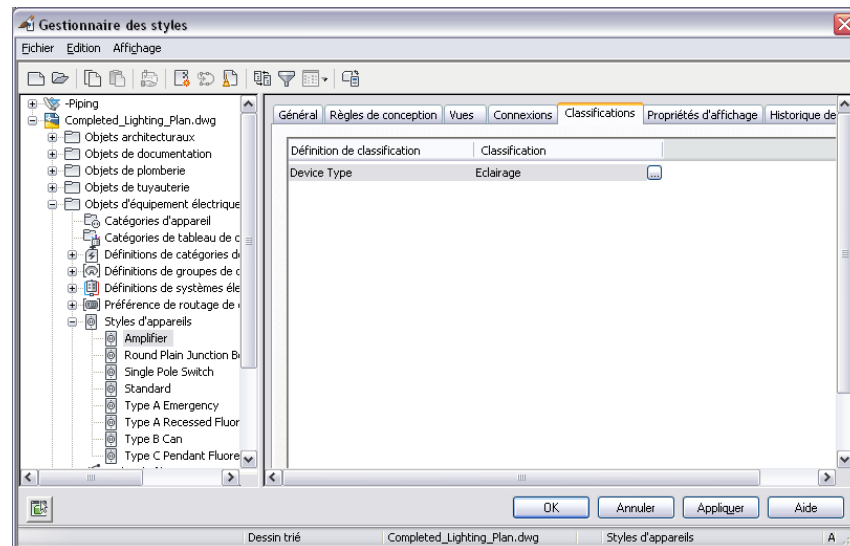 Gestionnaire des styles
Fichier Edition Affichage
-Piping
Completed_Lighting_Plan.dwg
Objets architecturaux
Objets de documentation
Objets de plomberie
Objets de tuyauterie
Objets d'équipement électrique
Catégories d'appareil
Catégories de tableau de c
Définitions de catégories d
Définitions de groupes de c
Définitions de systèmes éle
Préférence de routage de
Styles d'appareils
Amplifier
Round Plain Junction B
Single Pole Switch
Standard
Type A Emergency
Type A Recessed Fluor
Type B Can
Type C Pendant Fluore
Général Règles de conception Vues Connexions Classifications Propriétés d'affichage Historique de
Définition de classification Classification
Device Type Eclairage ...
OK Annuler Appliquer Aide
Dessin trié Completed_Lighting_Plan.dwg Styles d'appareils A